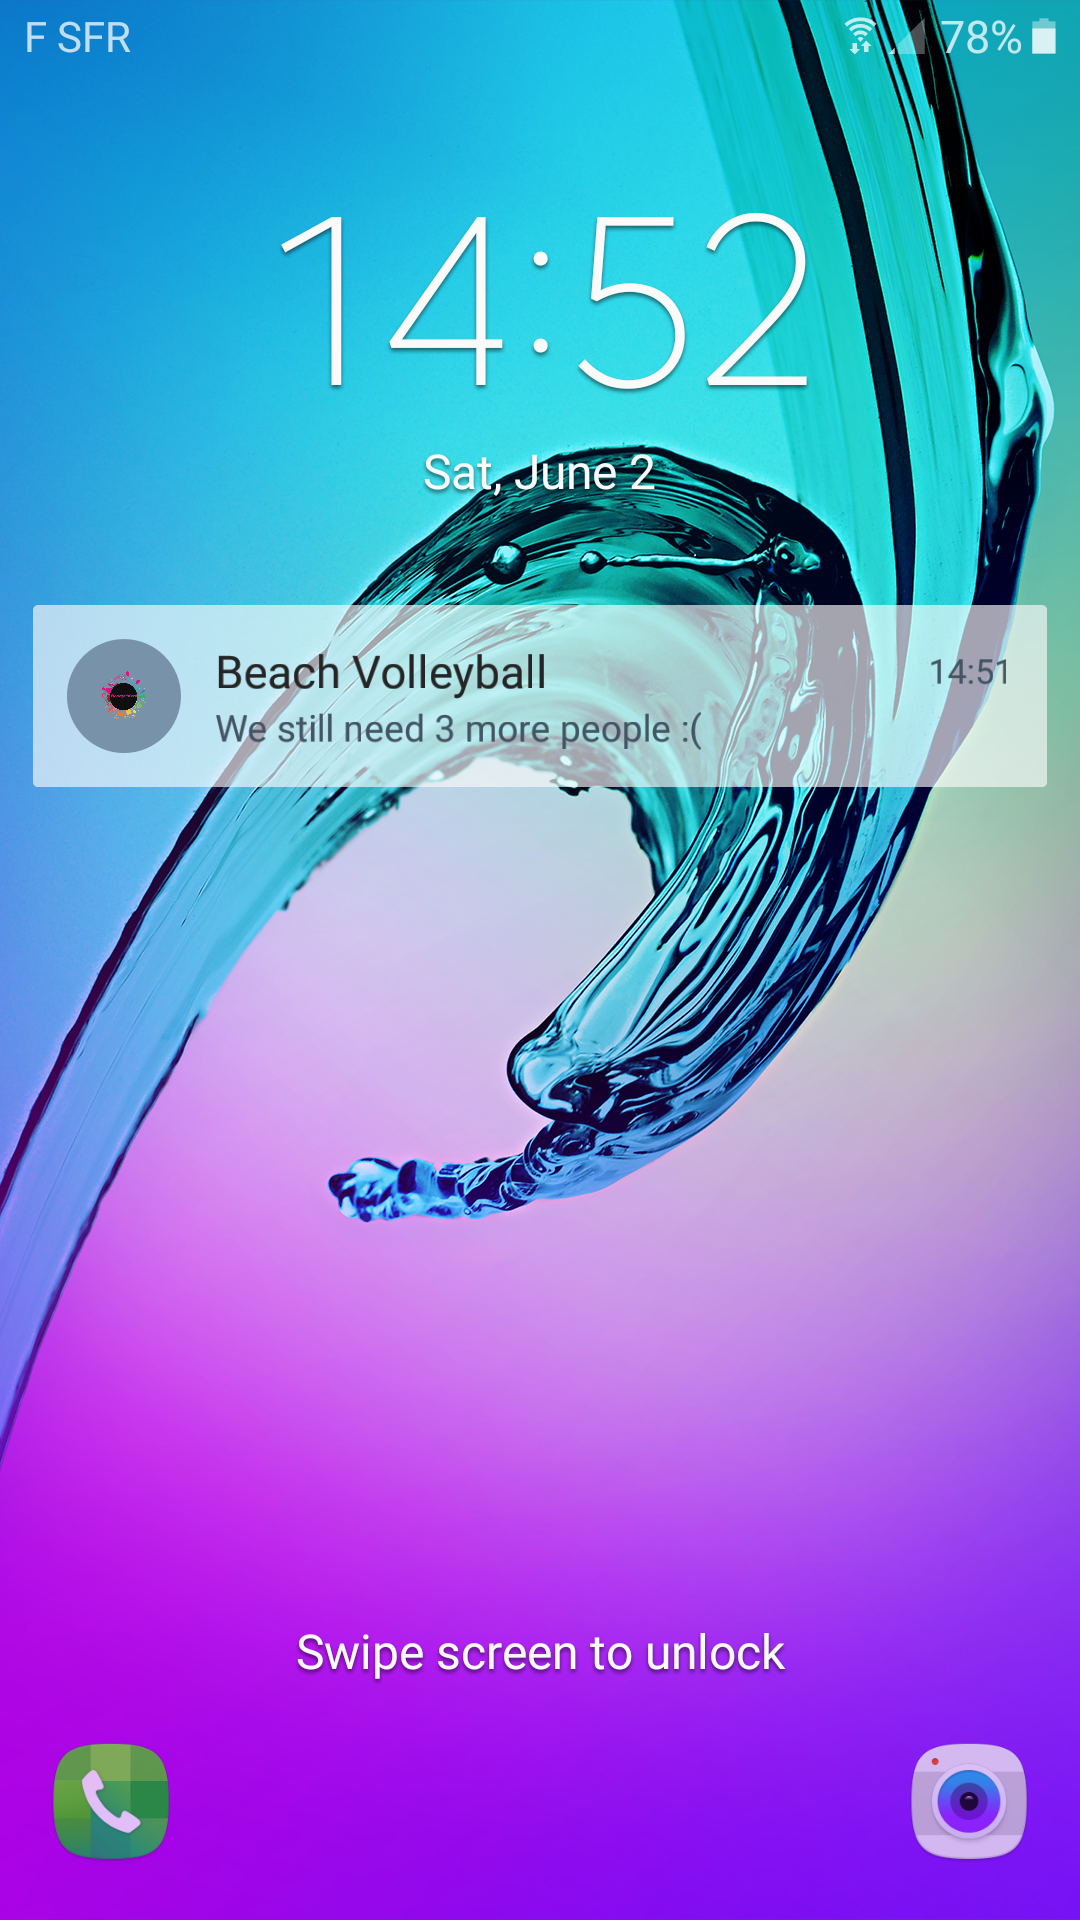 F SFR 78%
14:52
Sat, June 2
Beach Volleyball 14:51
We still need 3 more people :(
Swipe screen to unlock